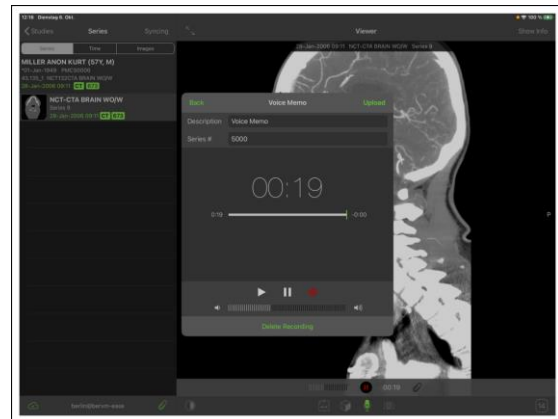 12:18 Dienstag 6. Okt.
100 %
Studies
Series
Syncing
Viewer
Show Info
Name
Time
Images
MILLER ANON KURT (57Y, M)
NCT-CTA BRAIN WO/W
Series 9
29-Jan-2006 09:11 CT 673
29-Jan-2006 09:11 NCT-CTA BRAIN WO/W Series 9
Back
Voice Memo
Upload
Description
Voice Memo
Series #
5000
00:19
0:19
-0:00
Delete Recording
00:19